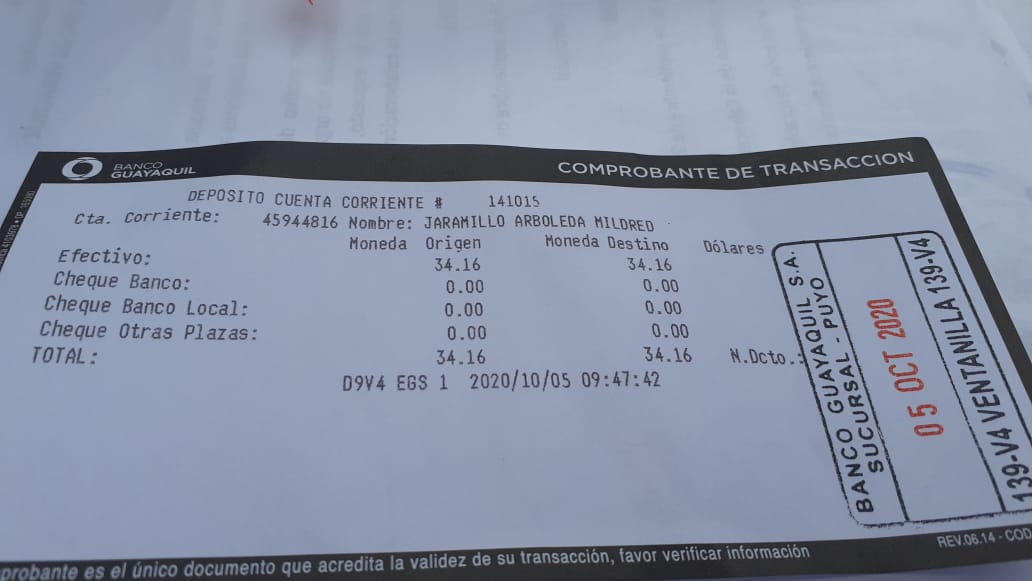 BANCO
GUAYAQUIL
COMPROBANTE DE TRANSACCION
DEPOSITO CUENTA CORRIENTE # 141015
Cta. Corriente: 45944816 Nombre: JARAMILLO ARBOLEDA MILDRED
Moneda Origen Moneda Destino Dólares
Efectivo: 34.16 34.16
Cheque Banco: 0.00 0.00
Cheque Banco Local: 0.00 0.00
Cheque Otras Plazas: 0.00 0.00
TOTAL: 34.16 34.16 N.Dcto.:
D9V4 EGS 1 2020/10/05 09:47:42
BANCO GUAYAQUIL S.A.
SUCURSAL - PUYO
05 OCT 2020
139-V4 VENTANILLA 139-V4
REV.06.14 - COD
probante es el único documento que acredita la validez de su transacción, favor verificar información